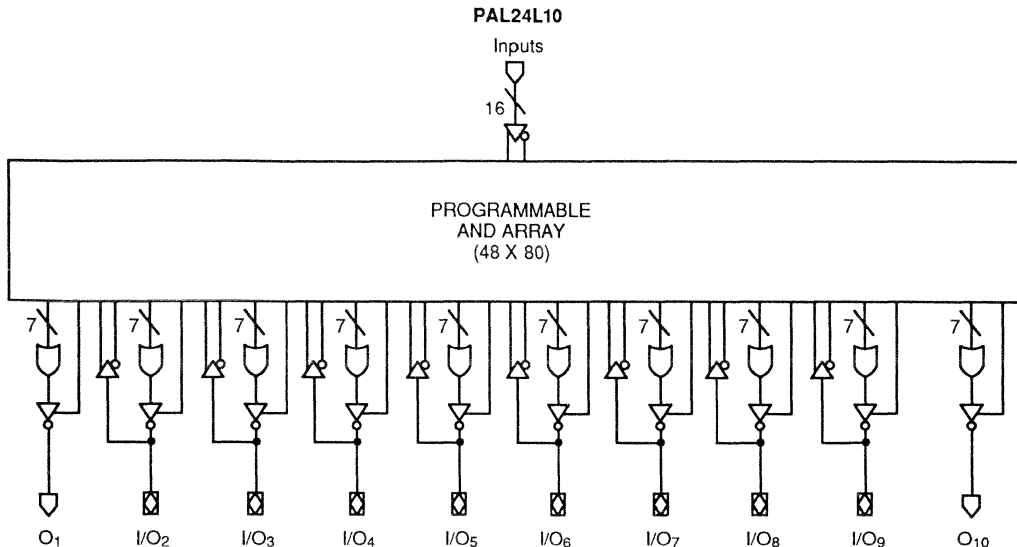 PAL24L10
Inputs
16
PROGRAMMABLE
AND ARRAY
(48 X 80)
7 7 7 7 7 7 7 7 7 7
O1 I/O2 I/O3 I/O4 I/O5 I/O6 I/O7 I/O8 I/O9 O10